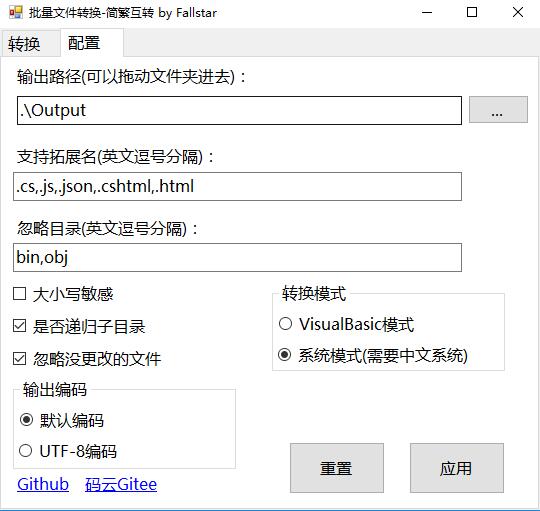 批量文件转换-简繁互转 by Fallstar
转换 配置
输出路径(可以拖动文件夹进去)：
.\Output ...
支持拓展名(英文逗号分隔)：
.cs,.js,.json,.cshtml,.html
忽略目录(英文逗号分隔)：
bin,obj
大小写敏感
是否递归子目录
忽略没更改的文件
转换模式
VisualBasic模式
系统模式(需要中文系统)
输出编码
默认编码
UTF-8编码
Github 码云Gitee
重置 应用